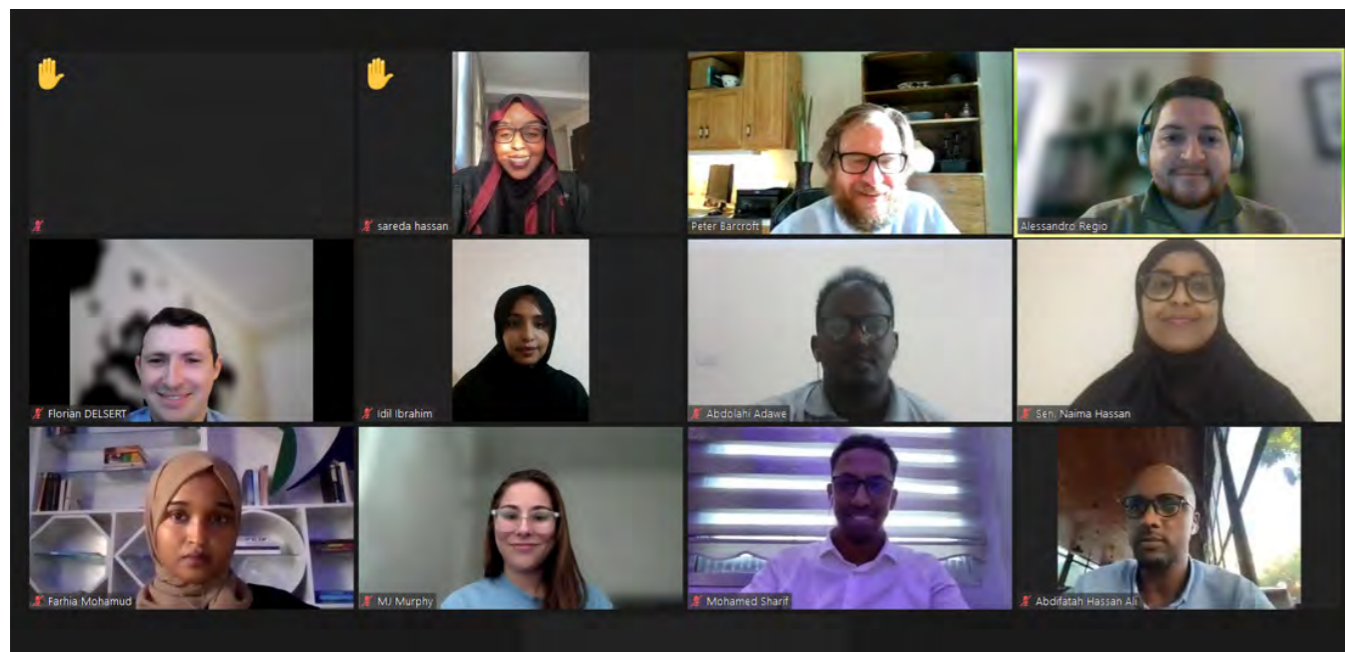 sareda hassan
Peter Barcroft
Alessandro Regio
Florian DELSERT
Idil Ibrahim
Abdolahi Adawe
Sen. Naima Hassan
Farhia Mohamud
MJ Murphy
Mohamed Sharif
Abdifatah Hassan Ali